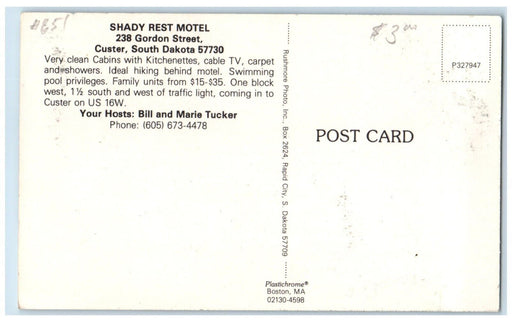 #651
$3.00
SHADY REST MOTEL
238 Gordon Street,
Custer, South Dakota 57730
Very clean Cabins with Kitchenettes, cable TV, carpet
and showers. Ideal hiking behind motel. Swimming
pool privileges. Family units from $15-$35. One block
west, 1½ south and west of traffic light, coming in to
Custer on US 16W.
Your Hosts: Bill and Marie Tucker
Phone: (605) 673-4478
Rushmore Photo, Inc., Box 2624, Rapid City, S. Dakota 57709
P327947
POST CARD
Plastichrome®
Boston, MA
02130-4598